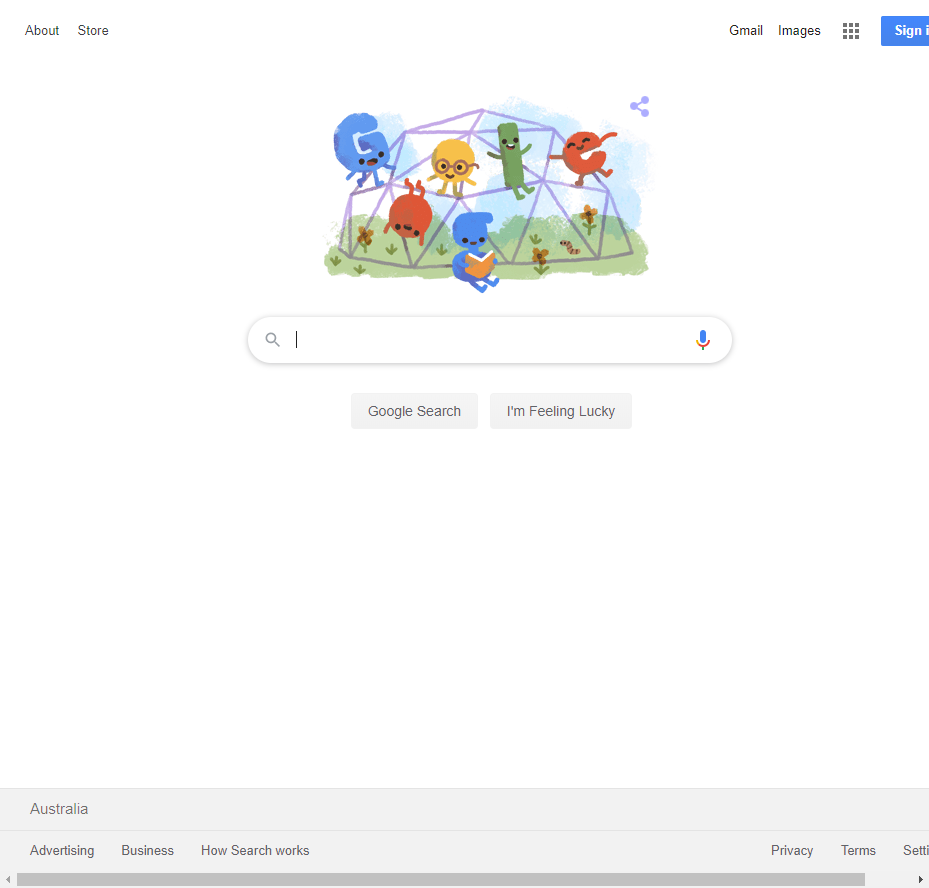 About Store Gmail Images Sign i
Google Search I'm Feeling Lucky
Australia
Advertising Business How Search works Privacy Terms Setti